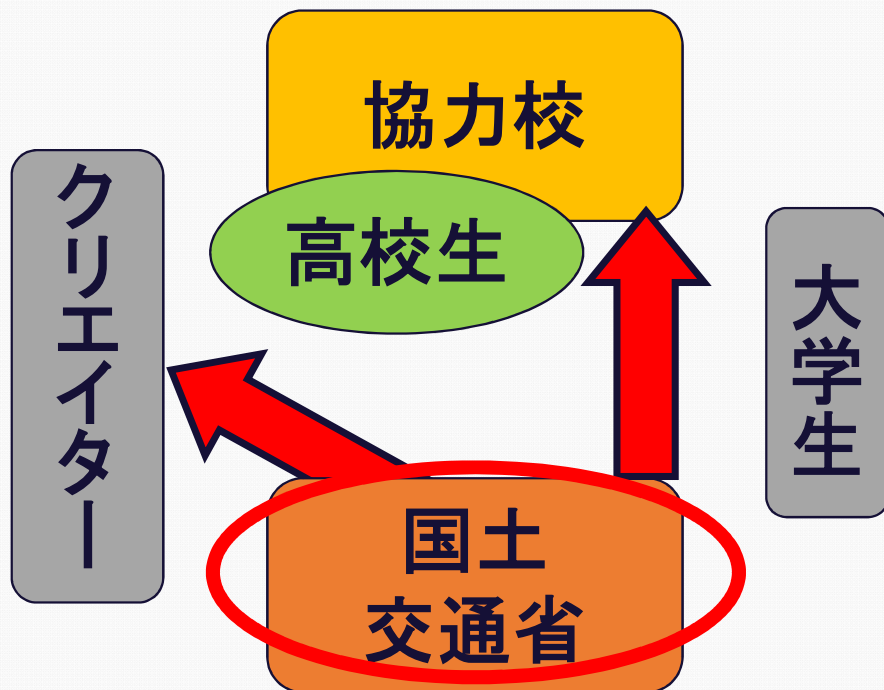 協力校
高校生
クリエイター
大学生
国土
交通省